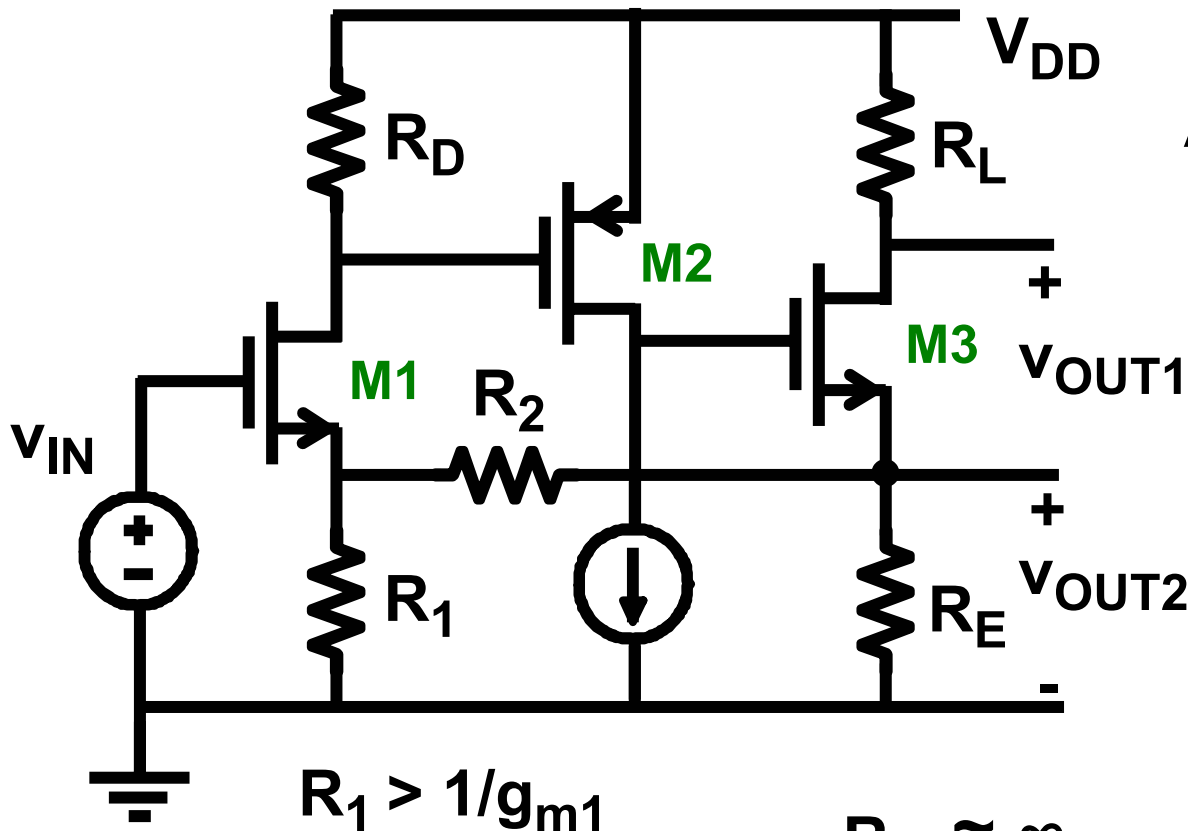 V_DD
R_D
R_L
M2
+
M1
R_2
M3
v_OUT1
v_IN
+
+
-
R_1
R_E
v_OUT2
-
R_1 > 1/g_m1